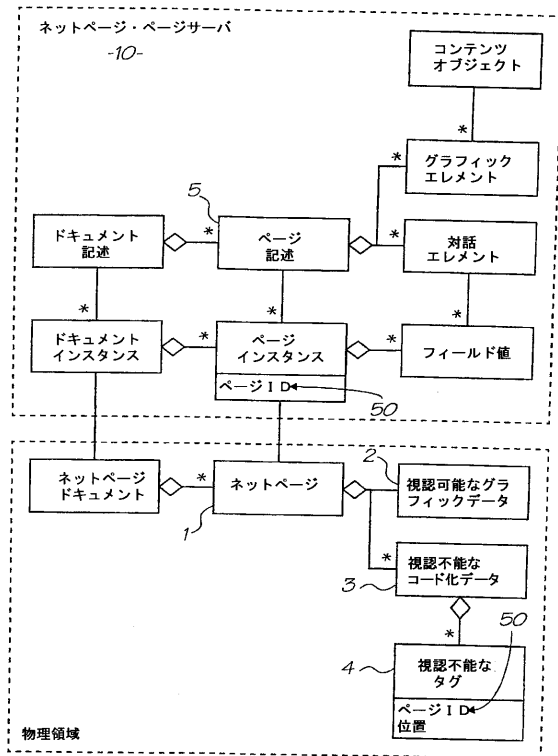 ネットページ・ページサーバ
-10-
コンテンツ
オブジェクト
*
グラフィック
エレメント
*
5
ドキュメント
記述
*
ページ
記述
*
対話
エレメント
*
*
*
ドキュメント
インスタンス
*
ページ
インスタンス
*
フィールド値
ページID
50
ネットページ
ドキュメント
*
ネットページ
1
2
視認可能なグラ
フィックデータ
*
視認不能な
コード化データ
3
*
50
4
視認不能な
タグ
ページID
位置
物理領域